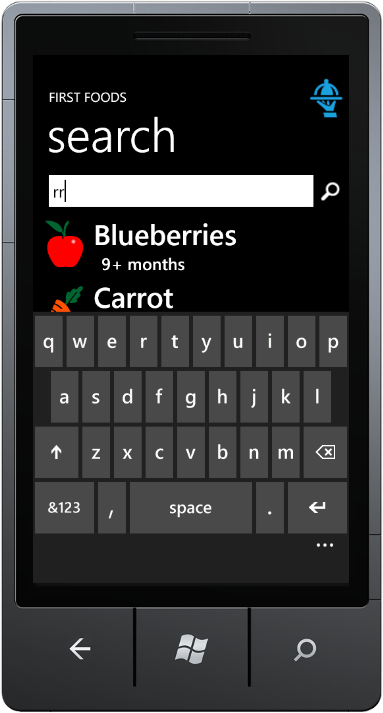 FIRST FOODS
search
rr
Blueberries
9+ months
Carrot
q w e r t y u i o p
a s d f g h j k l
z x c v b n m
&123 , space .
...